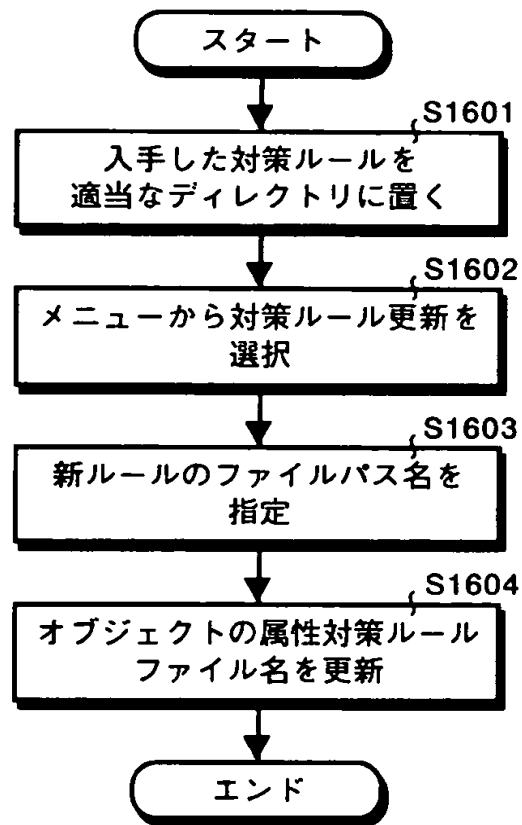 スタート
S1601
入手した対策ルールを
適当なディレクトリに置く
S1602
メニューから対策ルール更新を
選択
S1603
新ルールのファイルパス名を
指定
S1604
オブジェクトの属性対策ルール
ファイル名を更新
エンド